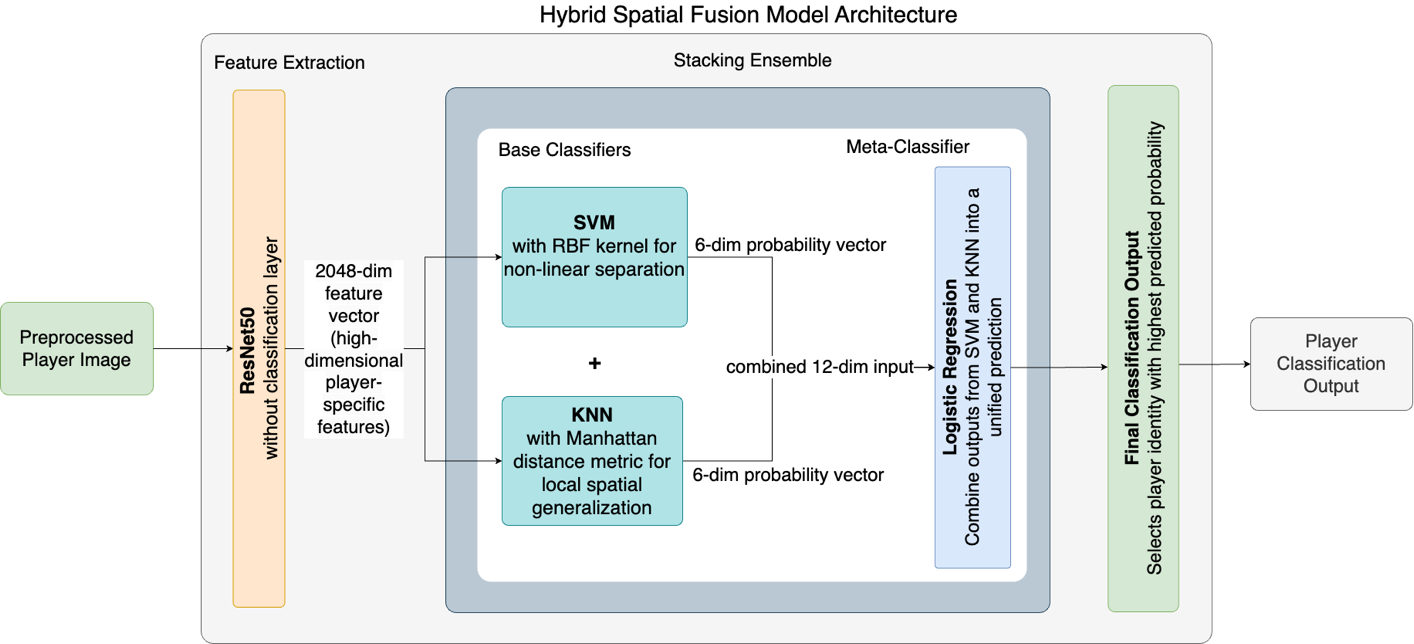 Hybrid Spatial Fusion Model Architecture
Feature Extraction
Stacking Ensemble
Preprocessed
Player Image
ResNet50
without classification layer
2048-dim
feature
vector
(high-
dimensional
player-
specific
features)
Base Classifiers
SVM
with RBF kernel for
non-linear separation
6-dim probability vector
+
KNN
with Manhattan
distance metric for
local spatial
generalization
6-dim probability vector
combined 12-dim input
Meta-Classifier
Logistic Regression
Combine outputs from SVM and KNN into a
unified prediction
Final Classification Output
Selects player identity with highest predicted probability
Player
Classification
Output